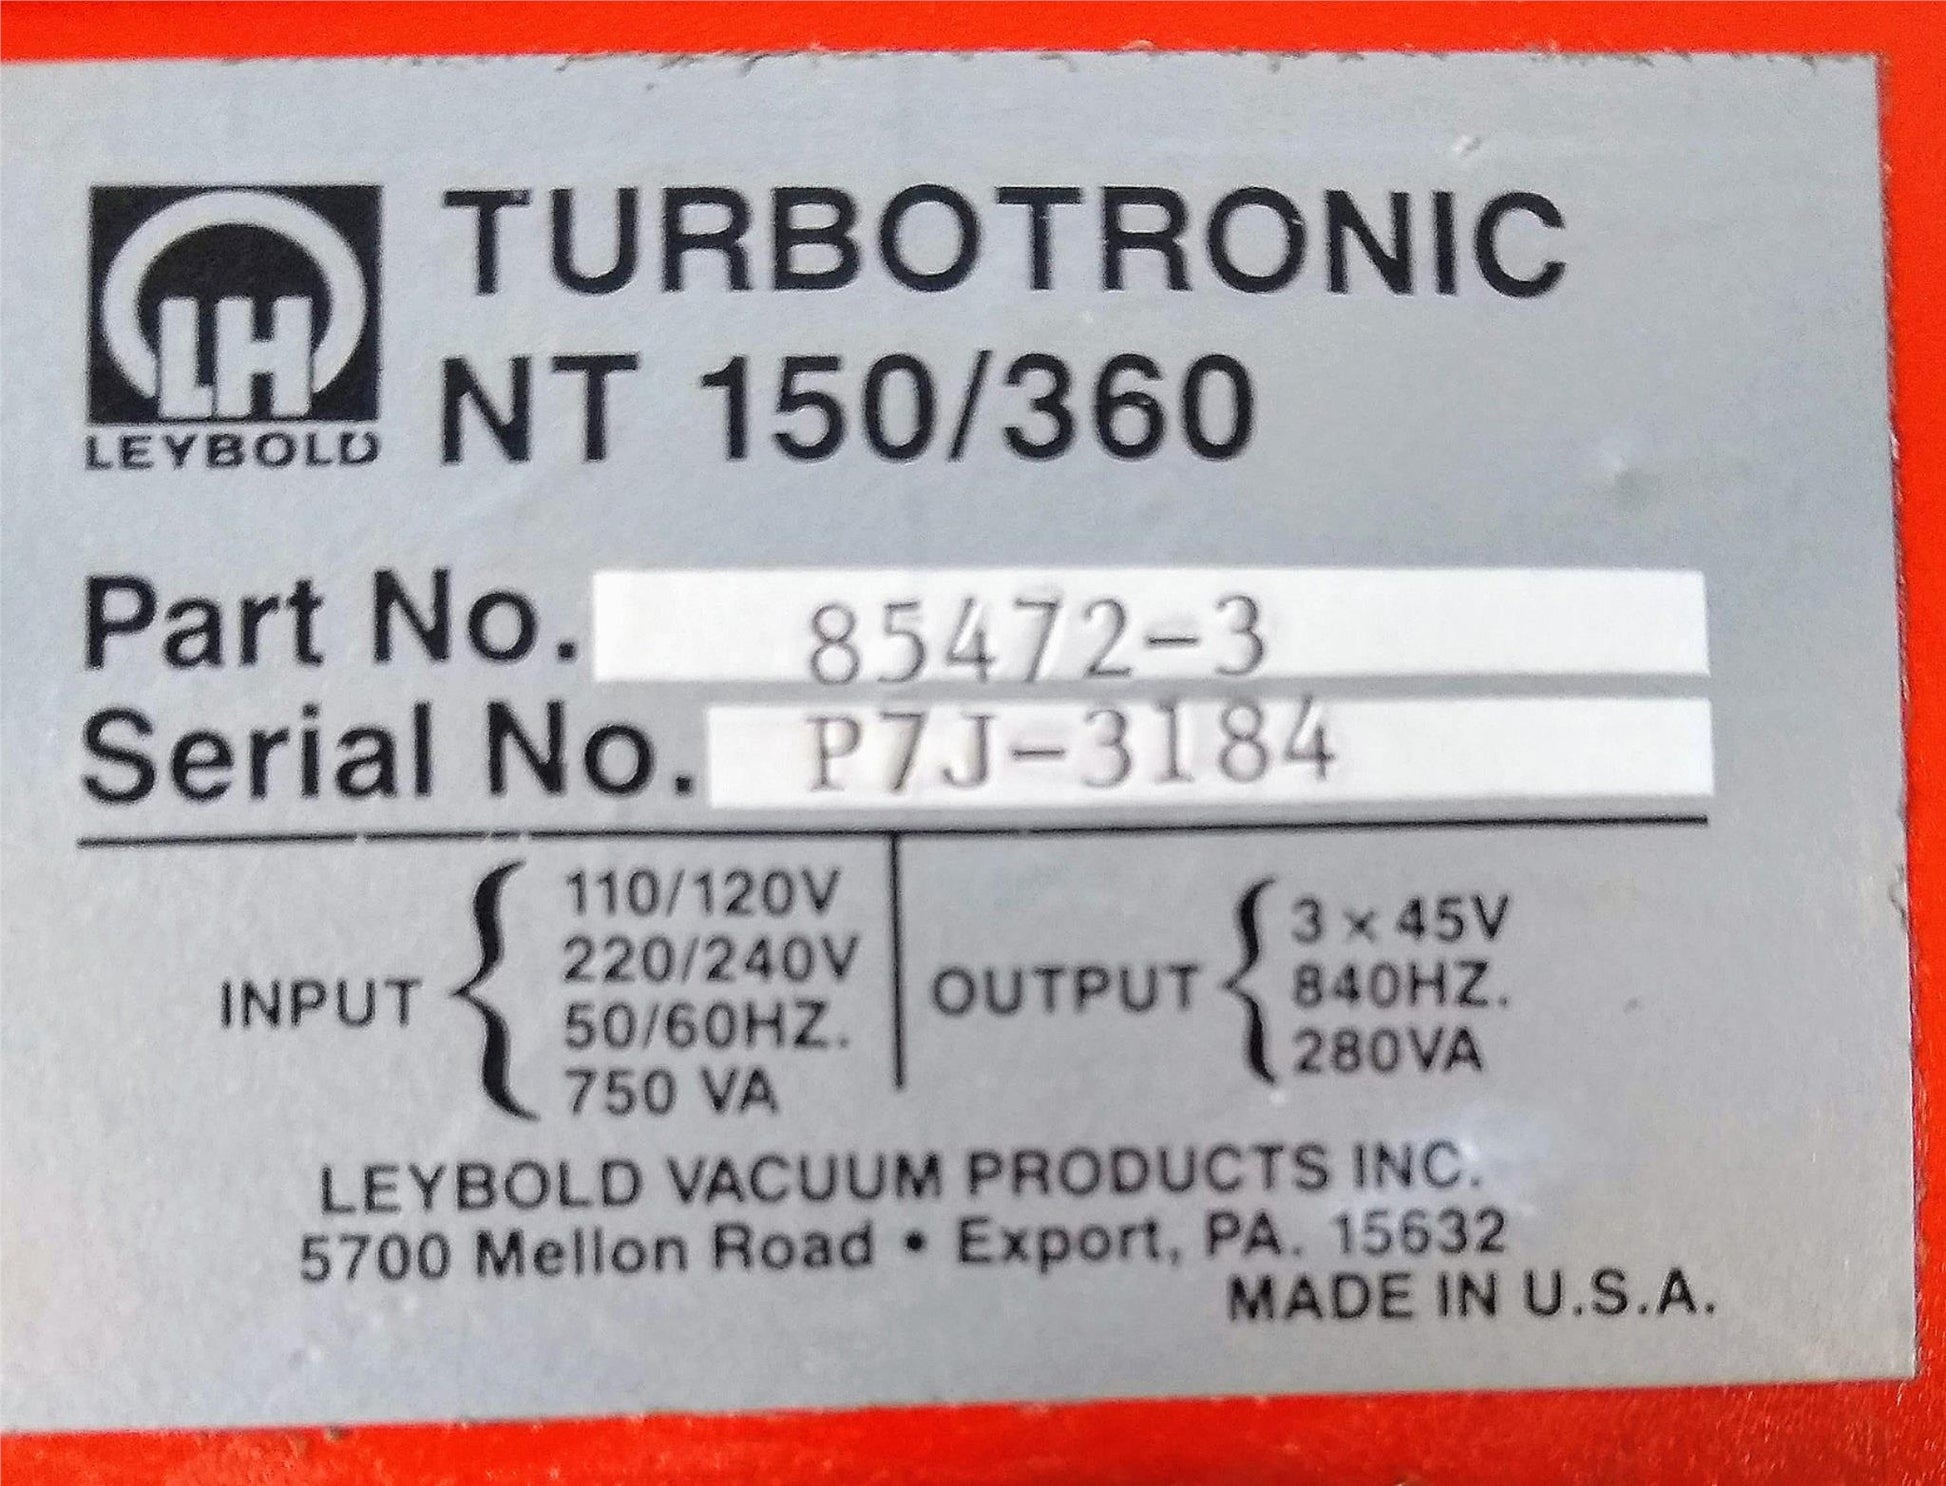 LH
LEYBOLD
TURBOTRONIC
NT 150/360
Part No. 85472-3
Serial No. P7J-3184
INPUT
110/120V
220/240V
50/60HZ.
750 VA
OUTPUT
3 × 45V
840HZ.
280VA
LEYBOLD VACUUM PRODUCTS INC.
5700 Mellon Road • Export, PA. 15632
MADE IN U.S.A.